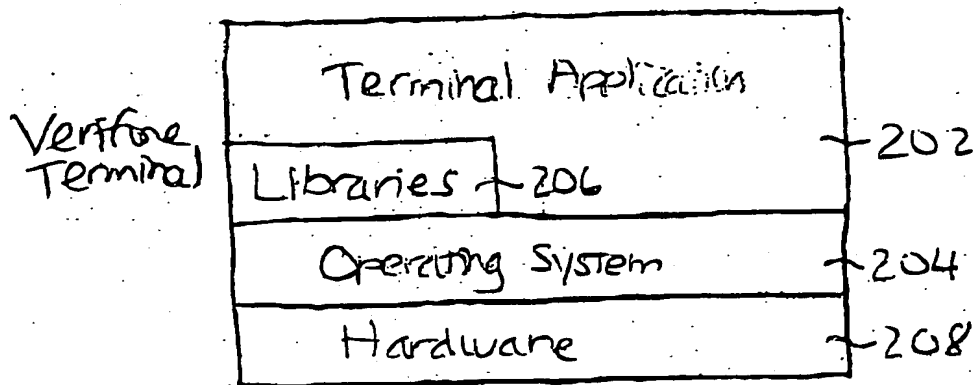 Terminal Application
Verifone
Terminal
202
Libraries 206
Operating System 204
Hardware 208